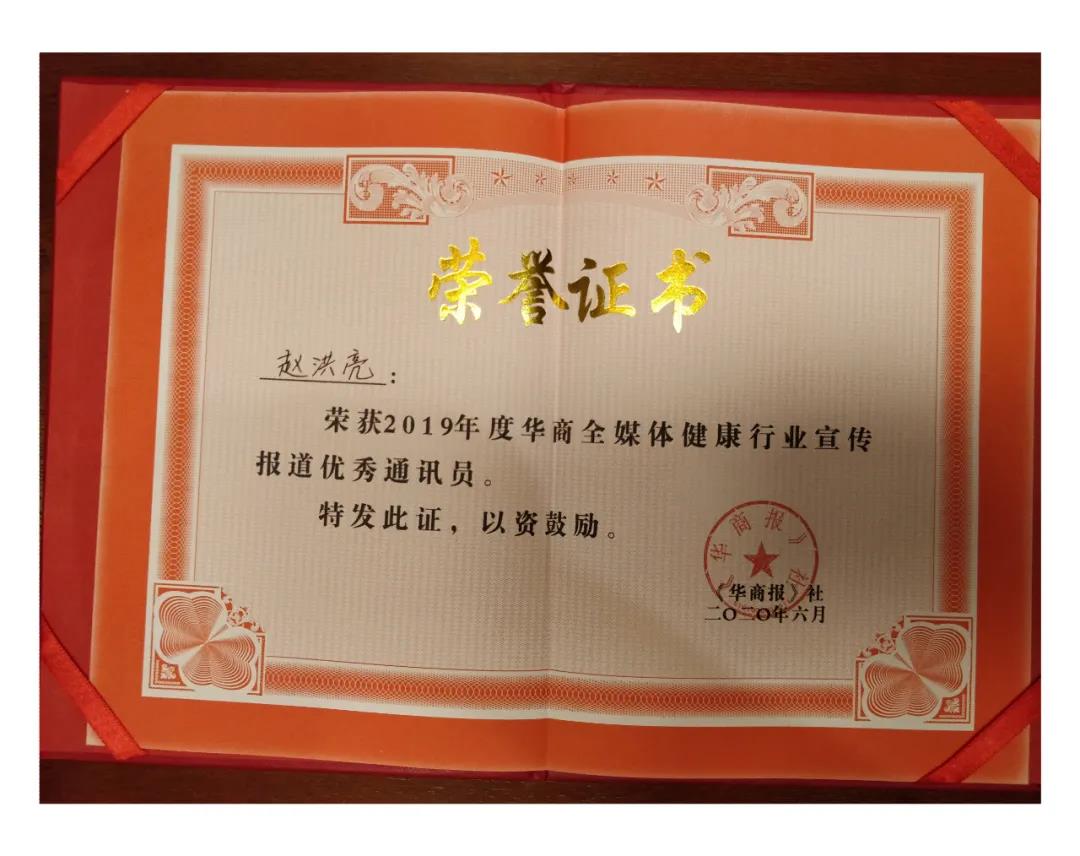 荣誉证书
赵洪亮：
荣获2019年度华商全媒体健康行业宣传
报道优秀通讯员。
特发此证，以资鼓励。
《华商报》社
《华商报》社
二〇二〇年六月